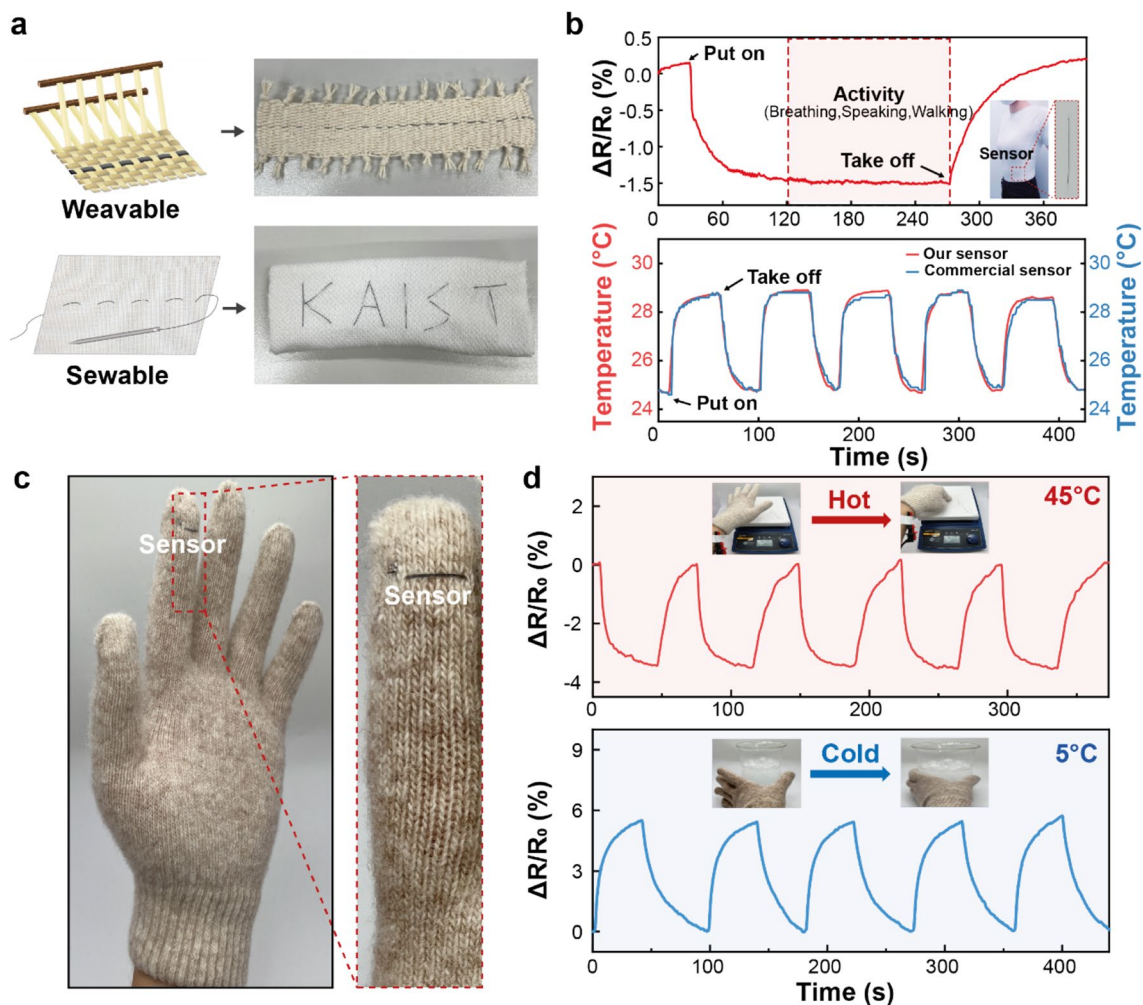 a
Weavable
Sewable
KAIST
b
0.5
0.0
-0.5
-1.0
-1.5
ΔR/R₀ (%)
Put on
Activity
(Breathing,Speaking,Walking)
Take off
Sensor
0 60 120 180 240 300 360
30
28
26
24
Temperature (°C)
Our sensor
Commercial sensor
Take off
Put on
30
28
26
24
Temperature (°C)
0 100 200 300 400
Time (s)
c
Sensor
Sensor
d
2
0
-2
-4
ΔR/R₀ (%)
Hot
45°C
0 100 200 300
9
6
3
0
ΔR/R₀ (%)
Cold
5°C
0 100 200 300 400
Time (s)